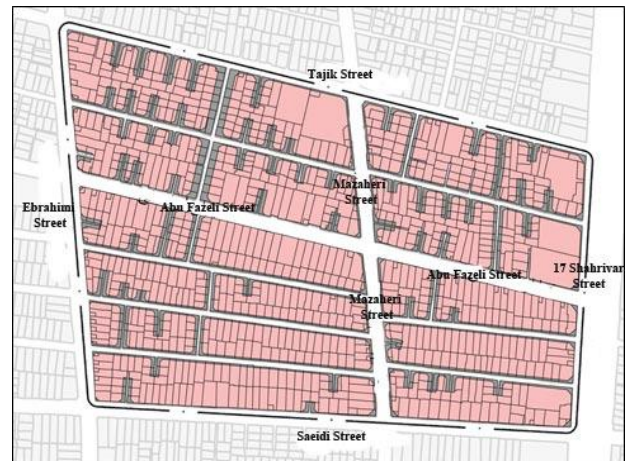 Tajik Street
Mazaheri
Street
Ebrahimi
Street
Abu Fazeli Street
Abu Fazeli Street
17 Shahrivar
Street
Mazaheri
Street
Saeidi Street